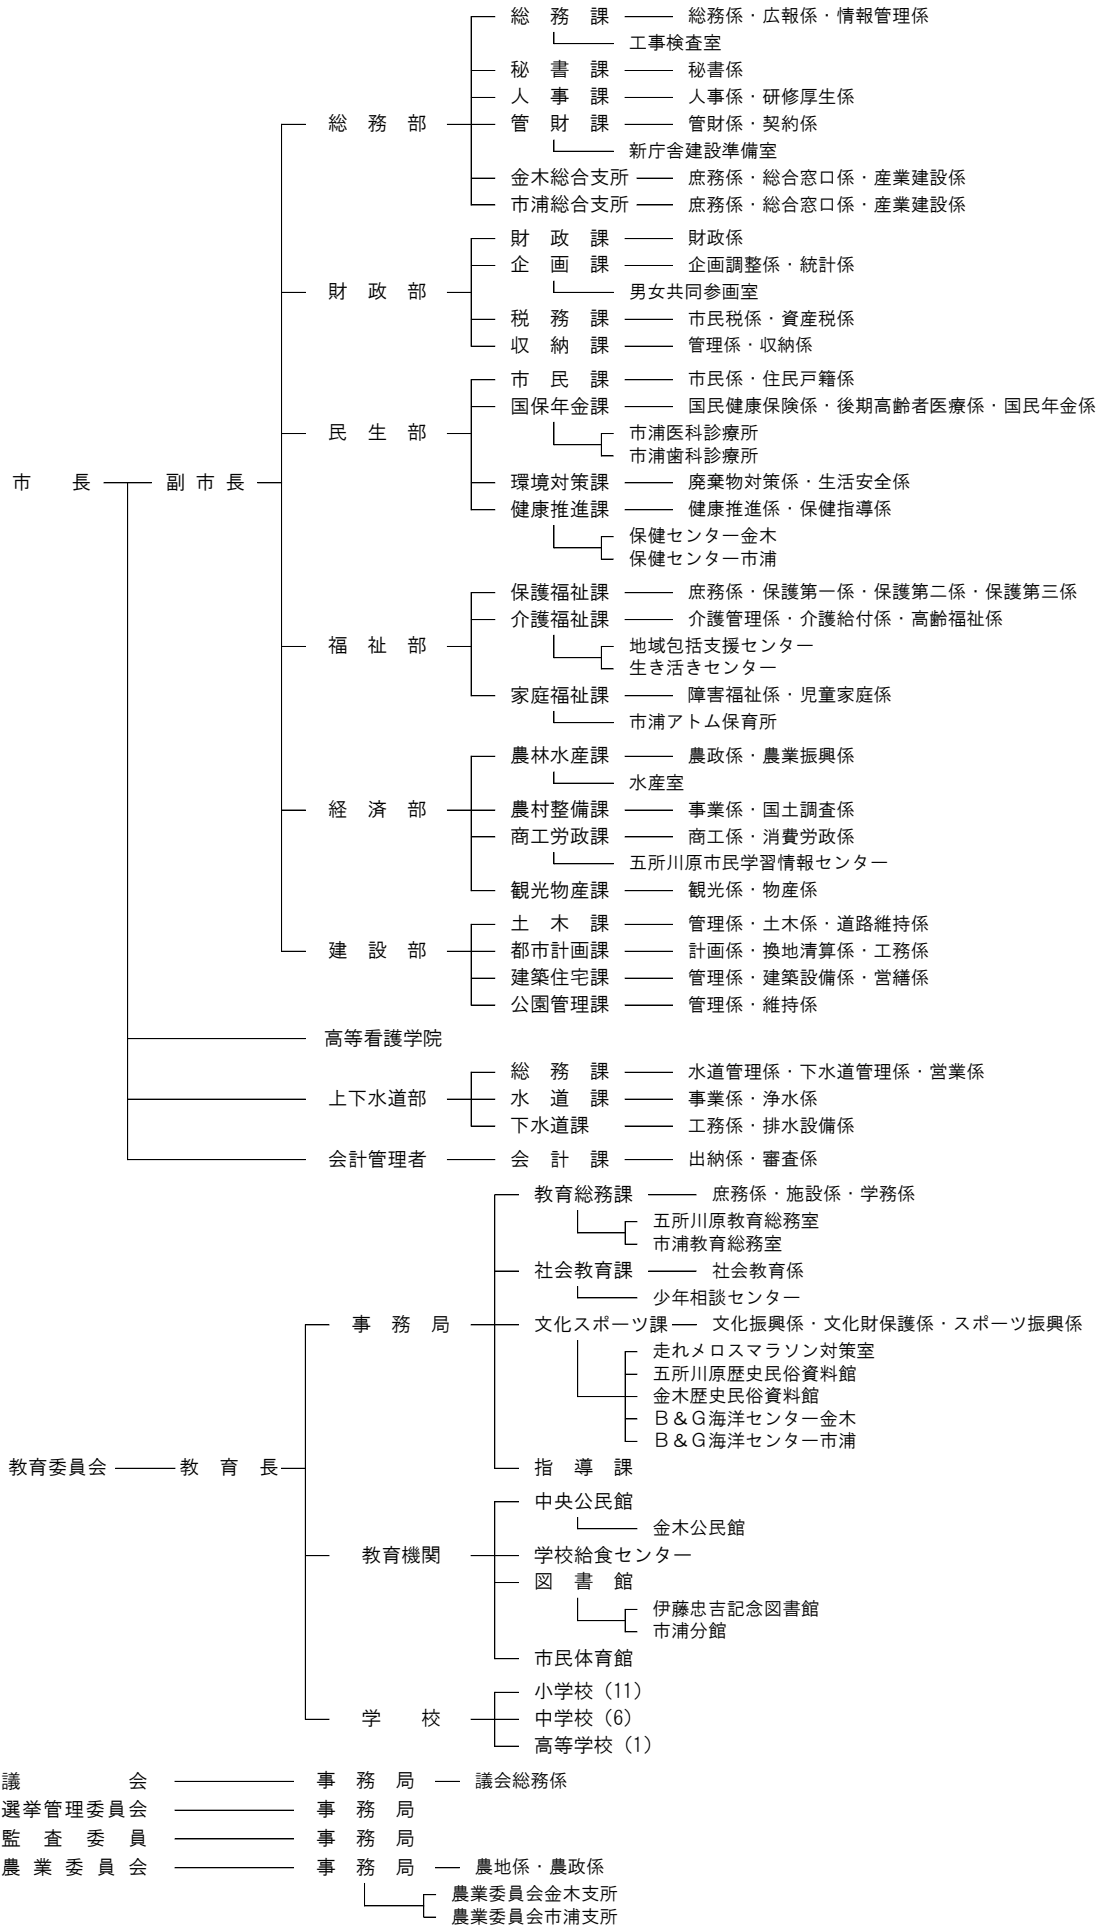 総務課 総務係・広報係・情報管理係
工事検査室
秘書課 秘書係
人事課 人事係・研修厚生係
総務部 管財課 管財係・契約係
新庁舎建設準備室
金木総合支所 庶務係・総合窓口係・産業建設係
市浦総合支所 庶務係・総合窓口係・産業建設係
財政課 財政係
企画課 企画調整係・統計係
財政部 男女共同参画室
税務課 市民税係・資産税係
収納課 管理係・収納係
市民課 市民係・住民戸籍係
国保年金課 国民健康保険係・後期高齢者医療係・国民年金係
民生部 市浦医科診療所
市浦歯科診療所
市長 副市長 環境対策課 廃棄物対策係・生活安全係
健康推進課 健康推進係・保健指導係
保健センター金木
保健センター市浦
保護福祉課 庶務係・保護第一係・保護第二係・保護第三係
介護福祉課 介護管理係・介護給付係・高齢福祉係
福祉部 地域包括支援センター
生き活きセンター
家庭福祉課 障害福祉係・児童家庭係
市浦アトム保育所
農林水産課 農政係・農業振興係
水産室
経済部 農村整備課 事業係・国土調査係
商工労政課 商工係・消費労政係
五所川原市民学習情報センター
観光物産課 観光係・物産係
土木課 管理係・土木係・道路維持係
建設部 都市計画課 計画係・換地清算係・工務係
建築住宅課 管理係・建築設備係・営繕係
公園管理課 管理係・維持係
高等看護学院
総務課 水道管理係・下水道管理係・営業係
上下水道部 水道課 事業係・浄水係
下水道課 工務係・排水設備係
会計管理者 会計課 出納係・審査係
教育総務課 庶務係・施設係・学務係
五所川原教育総務室
市浦教育総務室
社会教育課 社会教育係
少年相談センター
事務局 文化スポーツ課 文化振興係・文化財保護係・スポーツ振興係
走れメロスマラソン対策室
五所川原歴史民俗資料館
金木歴史民俗資料館
Ｂ＆Ｇ海洋センター金木
Ｂ＆Ｇ海洋センター市浦
教育委員会 教育長 指導課
中央公民館
金木公民館
教育機関 学校給食センター
図書館
伊藤忠吉記念図書館
市浦分館
市民体育館
小学校（11）
学校 中学校（6）
高等学校（1）
議会 事務局 議会総務係
選挙管理委員会 事務局
監査委員 事務局
農業委員会 事務局 農地係・農政係
農業委員会金木支所
農業委員会市浦支所